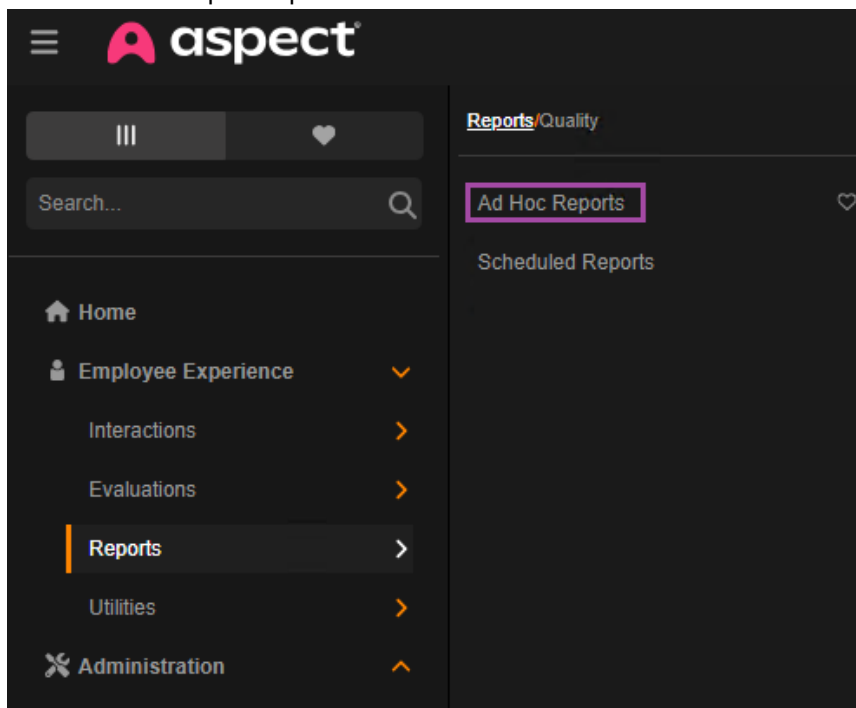 aspect
Search...
Home
Employee Experience
Interactions
Evaluations
Reports
Utilities
Administration
Reports/Quality
Ad Hoc Reports
Scheduled Reports